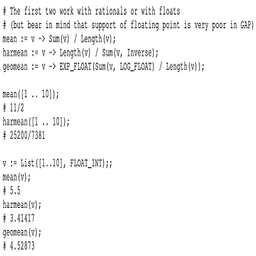 # The first two work with rationals or with floats
# (but bear in mind that support of floating point is very poor in GAP)
mean := v -> Sum(v) / Length(v);
harmean := v -> Length(v) / Sum(v, Inverse);
geomean := v -> EXP_FLOAT(Sum(v, LOG_FLOAT) / Length(v));
mean([1 .. 10]);
# 11/2
harmean([1 .. 10]);
# 25200/7381
v := List([1..10], FLOAT_INT);;
mean(v);
# 5.5
harmean(v);
# 3.41417
geomean(v);
# 4.52873